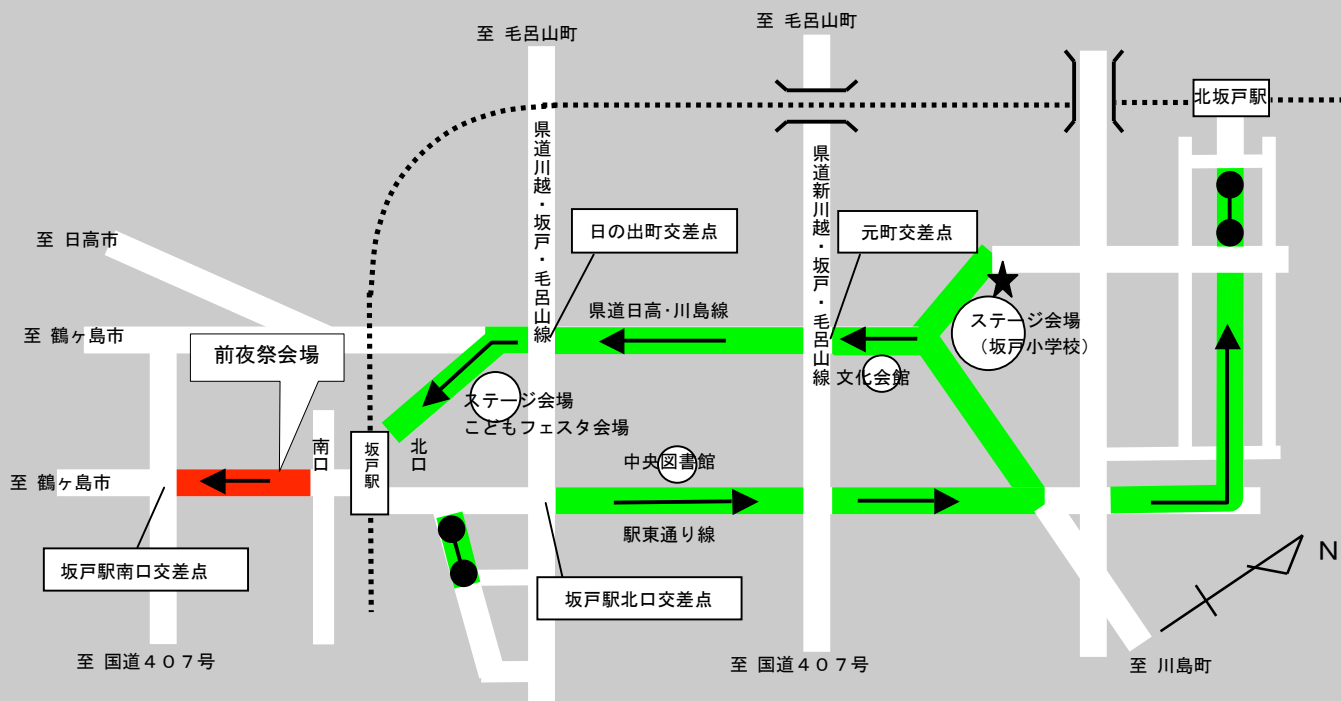 至 毛呂山町
至 毛呂山町
北坂戸駅
県道川越・坂戸・毛呂山線
県道新川越・坂戸・毛呂山線
日の出町交差点
元町交差点
至 日高市
県道日高・川島線
ステージ会場
（坂戸小学校）
至 鶴ヶ島市
前夜祭会場
文化会館
ステージ会場
こどもフェスタ会場
南口
坂戸駅
北口
中央図書館
至 鶴ヶ島市
駅東通り線
坂戸駅南口交差点
坂戸駅北口交差点
N
至 国道４０７号
至 国道４０７号
至 川島町